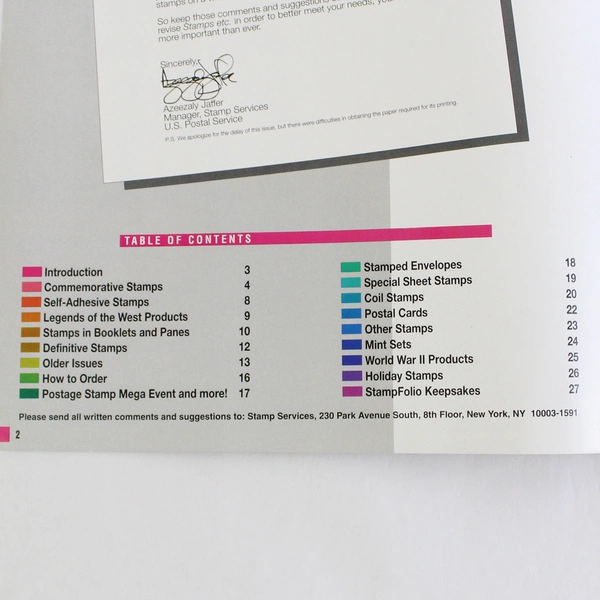 stamps on a
So keep those comments and suggestions
revise Stamps etc. in order to better meet your needs, you
more important than ever.
Sincerely,
Azeezaly Jaffer
Manager, Stamp Services
U.S. Postal Service
P.S. We apologize for the delay of this issue, but there were difficulties in obtaining the paper required for its printing.
TABLE OF CONTENTS
Introduction 3
Commemorative Stamps 4
Self-Adhesive Stamps 8
Legends of the West Products 9
Stamps in Booklets and Panes 10
Definitive Stamps 12
Older Issues 13
How to Order 16
Postage Stamp Mega Event and more! 17
Stamped Envelopes 18
Special Sheet Stamps 19
Coil Stamps 20
Postal Cards 22
Other Stamps 23
Mint Sets 24
World War II Products 25
Holiday Stamps 26
StampFolio Keepsakes 27
Please send all written comments and suggestions to: Stamp Services, 230 Park Avenue South, 8th Floor, New York, NY 10003-1591
2